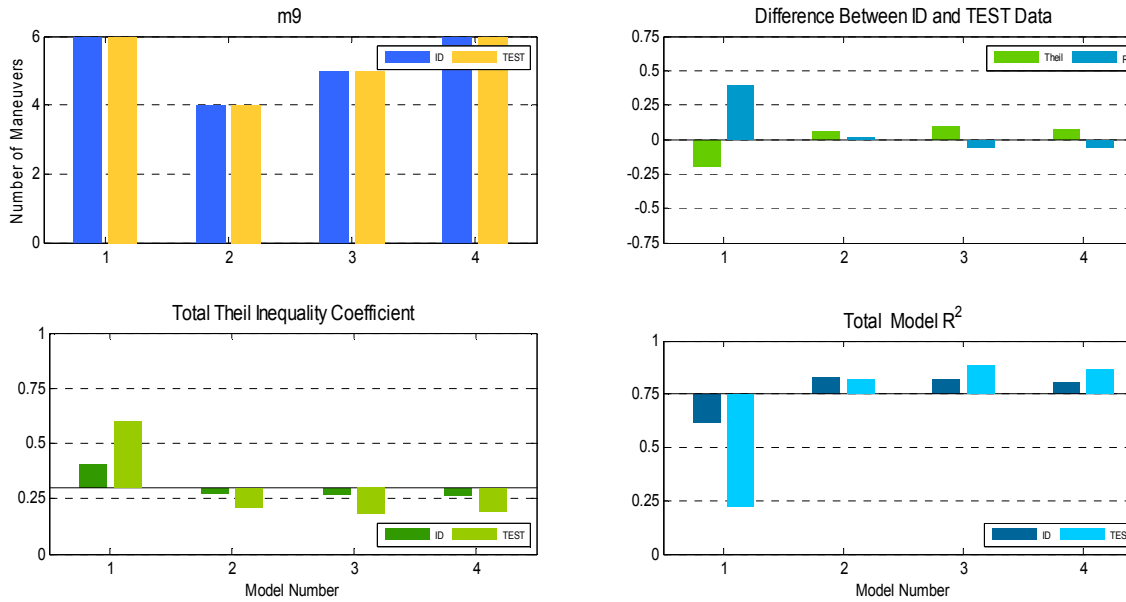 m9
6
4
2
0
Number of Maneuvers
ID TEST
1 2 3 4
Difference Between ID and TEST Data
0.75
0.5
0.25
0
-0.25
-0.5
-0.75
Theil
1 2 3 4
Total Theil Inequality Coefficient
1
0.75
0.5
0.25
0
ID TEST
1 2 3 4
Model Number
Total Model R²
1
0.75
0.5
0.25
0
ID TES
1 2 3 4
Model Number